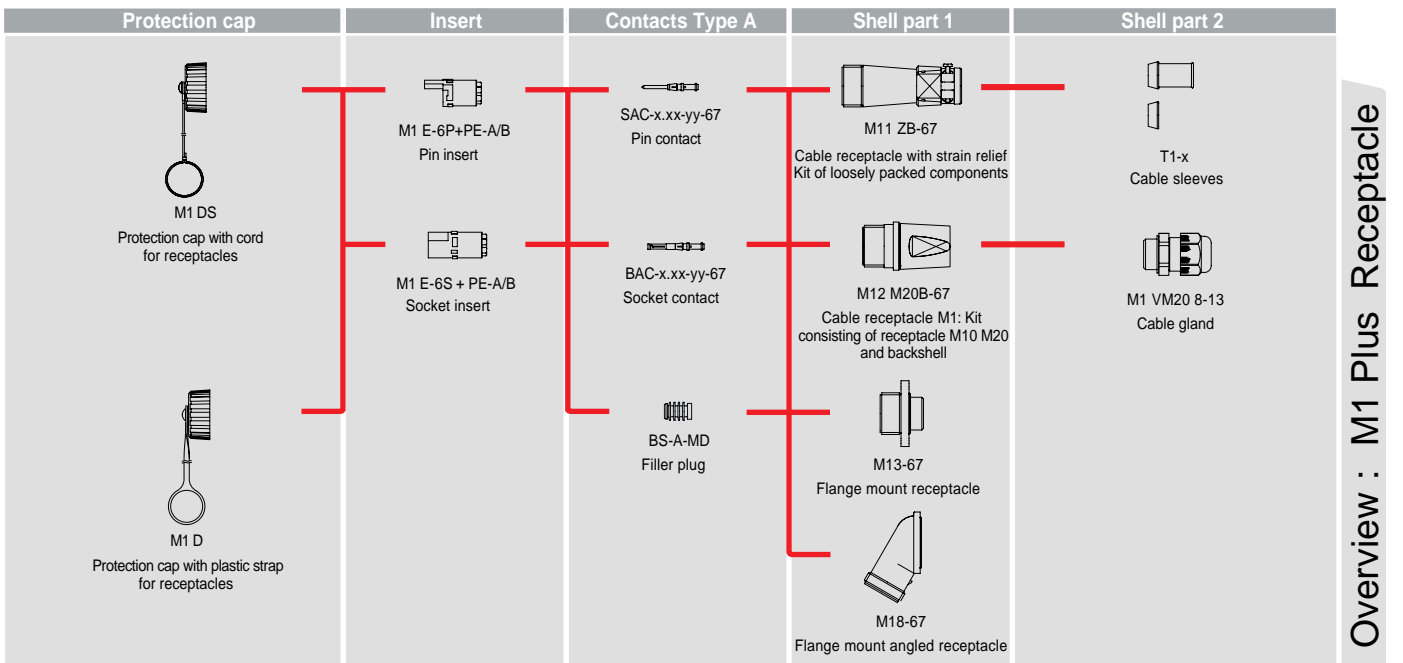 Protection cap
Insert
Contacts Type A
Shell part 1
Shell part 2
M1 DS
Protection cap with cord
for receptacles
M1 D
Protection cap with plastic strap
for receptacles
M1 E-6P+PE-A/B
Pin insert
M1 E-6S + PE-A/B
Socket insert
SAC-x.xx-yy-67
Pin contact
BAC-x.xx-yy-67
Socket contact
BS-A-MD
Filler plug
M11 ZB-67
Cable receptacle with strain relief
Kit of loosely packed components
M12 M20B-67
Cable receptacle M1: Kit
consisting of receptacle M10 M20
and backshell
M13-67
Flange mount receptacle
M18-67
Flange mount angled receptacle
T1-x
Cable sleeves
M1 VM20 8-13
Cable gland
Overview : M1 Plus Receptacle